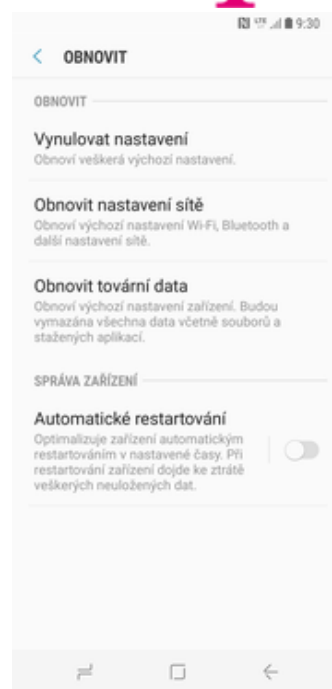 9:30
OBNOVIT
OBNOVIT
Vynulovat nastavení
Obnoví veškerá výchozí nastavení.
Obnovit nastavení sítě
Obnoví výchozí nastavení Wi-Fi, Bluetooth a
další nastavení sítě.
Obnovit tovární data
Obnoví výchozí nastavení zařízení. Budou
vymazána všechna data včetně souborů a
stažených aplikací.
SPRÁVA ZAŘÍZENÍ
Automatické restartování
Optimalizuje zařízení automatickým
restartováním v nastavené časy. Při
restartování zařízení dojde ke ztrátě
veškerých neuložených dat.